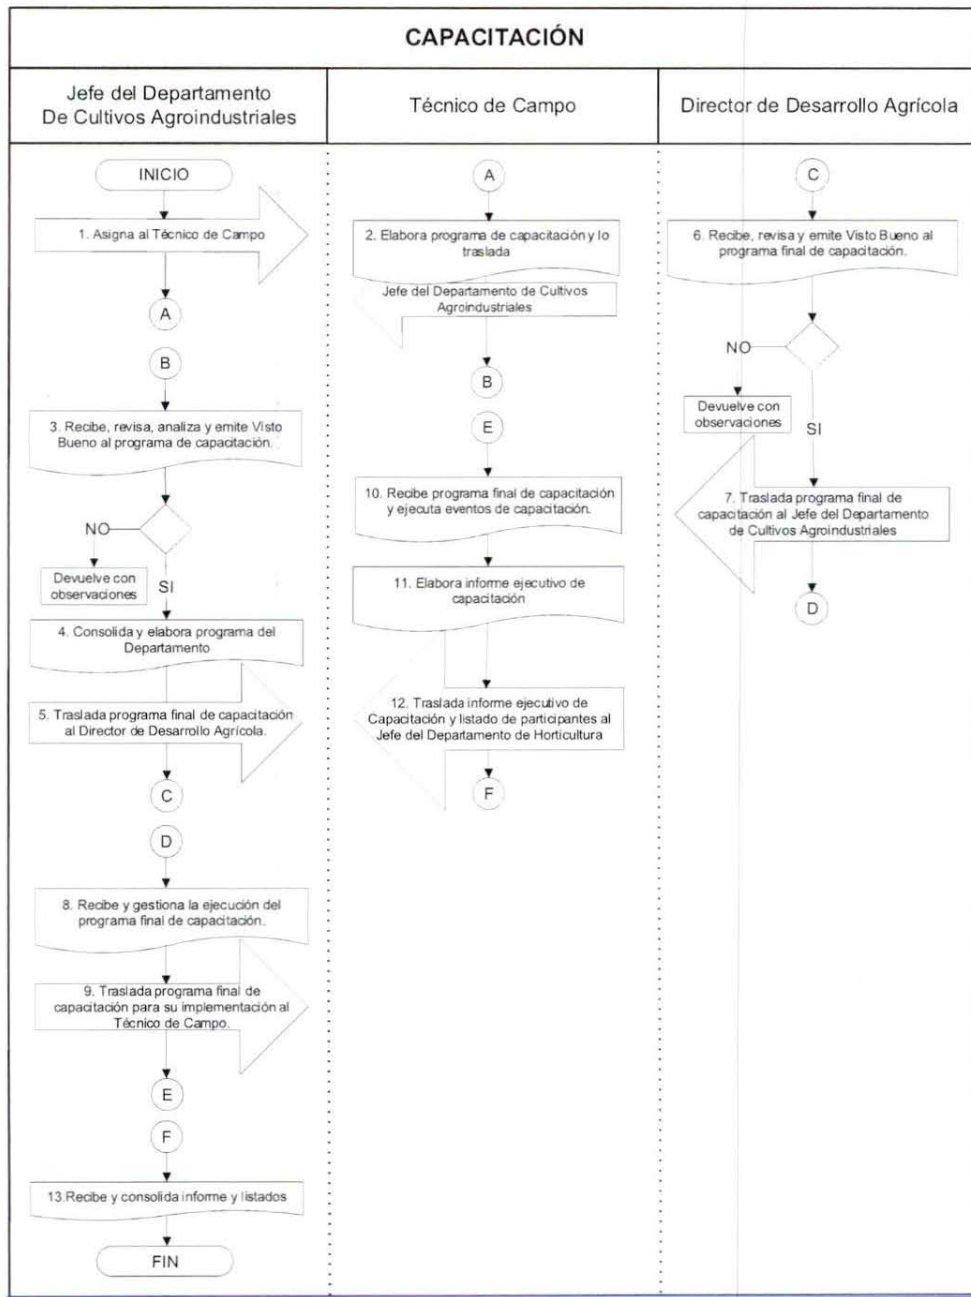 CAPACITACIÓN
Jefe del Departamento
De Cultivos Agroindustriales
Técnico de Campo
Director de Desarrollo Agrícola
INICIO
1. Asigna al Técnico de Campo
A
B
3. Recibe, revisa, analiza y emite Visto
Bueno al programa de capacitación.
NO
Devuelve con
observaciones
SI
4. Consolida y elabora programa del
Departamento
5. Traslada programa final de capacitación
al Director de Desarrollo Agrícola.
C
D
8. Recibe y gestiona la ejecución del
programa final de capacitación.
9. Traslada programa final de
capacitación para su implementación al
Técnico de Campo.
E
F
13.Recibe y consolida informe y listados
FIN
A
2. Elabora programa de capacitación y lo
traslada
Jefe del Departamento de Cultivos
Agroindustriales
B
E
10. Recibe programa final de capacitación
y ejecuta eventos de capacitación.
11. Elabora informe ejecutivo de
capacitación
12. Traslada informe ejecutivo de
Capacitación y listado de participantes al
Jefe del Departamento de Horticultura
F
C
6. Recibe, revisa y emite Visto Bueno al
programa final de capacitación.
NO
Devuelve con
observaciones
SI
7. Traslada programa final de
capacitación al Jefe del Departamento
de Cultivos Agroindustriales
D